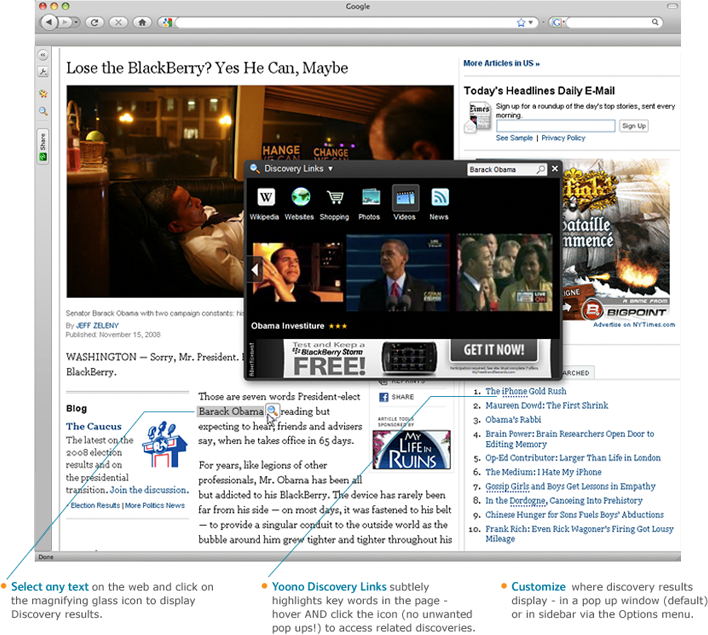 Google
G
Share
Lose the BlackBerry? Yes He Can, Maybe
CHANGE
WE CAN
CHANGE
WE CAN
Senator Barack Obama with two campaign constants: his
By JEFF ZELENY
Published: November 15, 2008
WASHINGTON — Sorry, Mr. President.
BlackBerry.
Blog
The Caucus
The latest on the
2008 election
results and on
the presidential
transition. Join the discussion.
Election Results | More Politics News
Those are seven words President-elect
Barack Obama reading but
expecting to hear, friends and advisers
say, when he takes office in 65 days.
For years, like legions of other
professionals, Mr. Obama has been all
but addicted to his BlackBerry. The device has rarely been
far from his side — on most days, it was fastened to his belt
— to provide a singular conduit to the outside world as the
bubble around him grew tighter and tighter throughout his
Discovery Links
Barack Obama
W
Wikipedia
Websites
Shopping
Photos
Videos
News
LIVE
CNN
Obama Investiture ★★★
Advertisement
Test and Keep a
BlackBerry Storm
FREE!
GET IT NOW!
REPRINTS
SHARE
ARTICLE TOOLS
SPONSORED BY
MY
LIFE IN
RUINS
More Articles in US »
Today's Headlines Daily E-Mail
Times
Sign up for a roundup of the day's top stories, sent every
morning.
Sign Up
See Sample | Privacy Policy
fight
bataille
mmencé
A GAME FROM
BIGPOINT
Advertise on NYTimes.com
ARCHED
1. The iPhone Gold Rush
2. Maureen Dowd: The First Shrink
3. Obama's Rabbi
4. Brain Power: Brain Researchers Open Door to
Editing Memory
5. Op-Ed Contributor: Larger Than Life in London
6. The Medium: I Hate My iPhone
7. Gossip Girls and Boys Get Lessons in Empathy
8. In the Dordogne, Canoeing Into Prehistory
9. Chinese Hunger for Sons Fuels Boys' Abductions
10. Frank Rich: Even Rick Wagoner's Firing Got Lousy
Mileage
Done
Select any text on the web and click on
the magnifying glass icon to display
Discovery results.
Yoono Discovery Links subtlely
highlights key words in the page -
hover AND click the icon (no unwanted
pop ups!) to access related discoveries.
Customize where discovery results
display - in a pop up window (default)
or in sidebar via the Options menu.